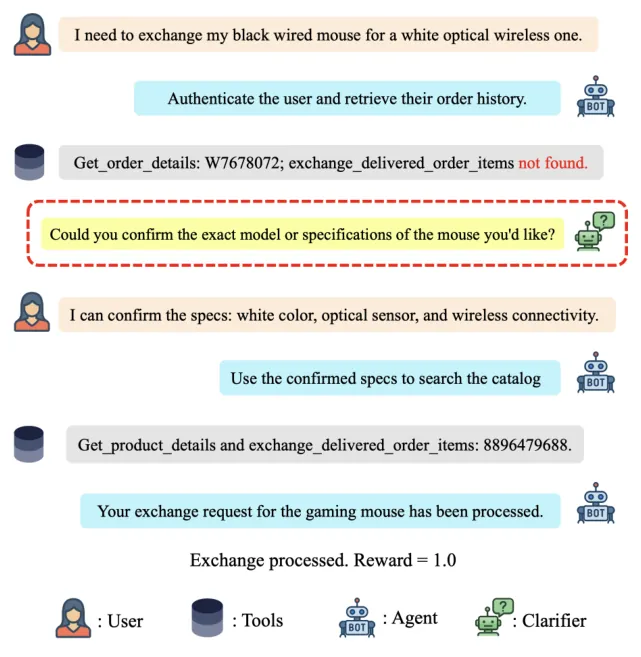 I need to exchange my black wired mouse for a white optical wireless one.
Authenticate the user and retrieve their order history.
BOT
Get_order_details: W7678072; exchange_delivered_order_items not found.
?
Could you confirm the exact model or specifications of the mouse you'd like?
I can confirm the specs: white color, optical sensor, and wireless connectivity.
Use the confirmed specs to search the catalog
BOT
Get_product_details and exchange_delivered_order_items: 8896479688.
Your exchange request for the gaming mouse has been processed.
BOT
Exchange processed. Reward = 1.0
: User
: Tools
BOT
: Agent
?
: Clarifier